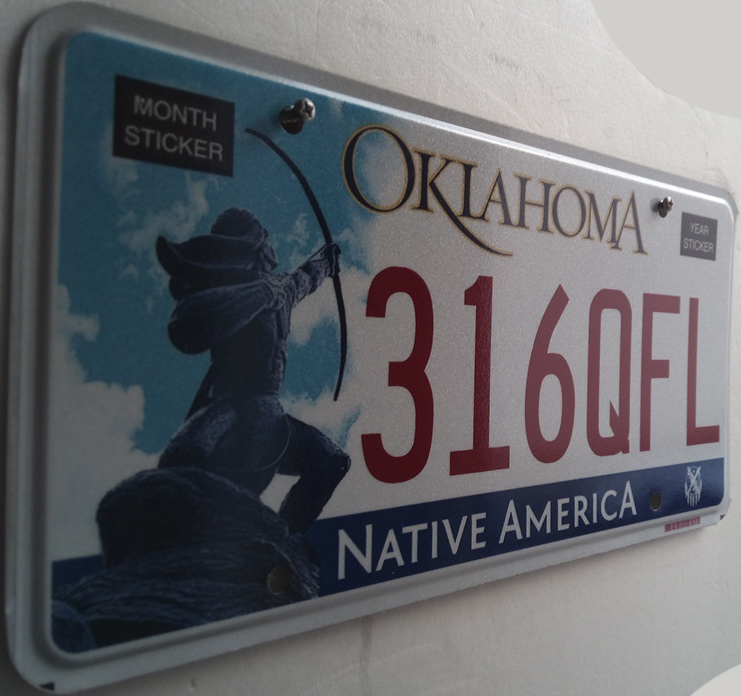 MONTH
STICKER
OKLAHOMA
YEAR
STICKER
316QFL
NATIVE AMERICA